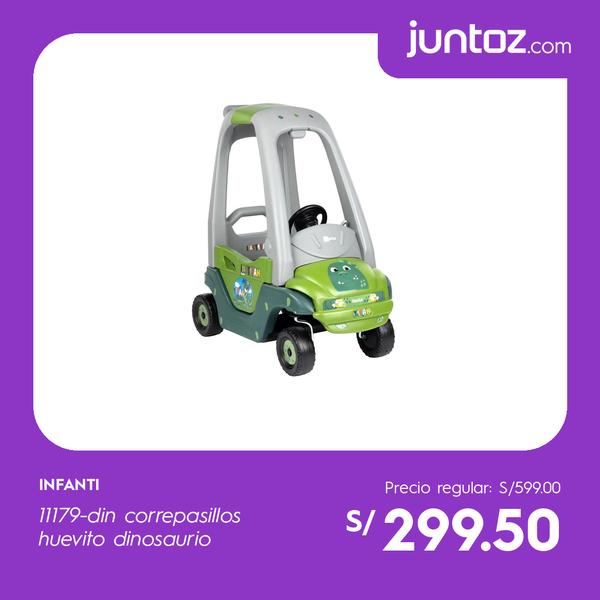 juntoz.com
INFANTI
11179-din correpasillos
huevito dinosaurio
Precio regular: S/599.00
S/ 299.50